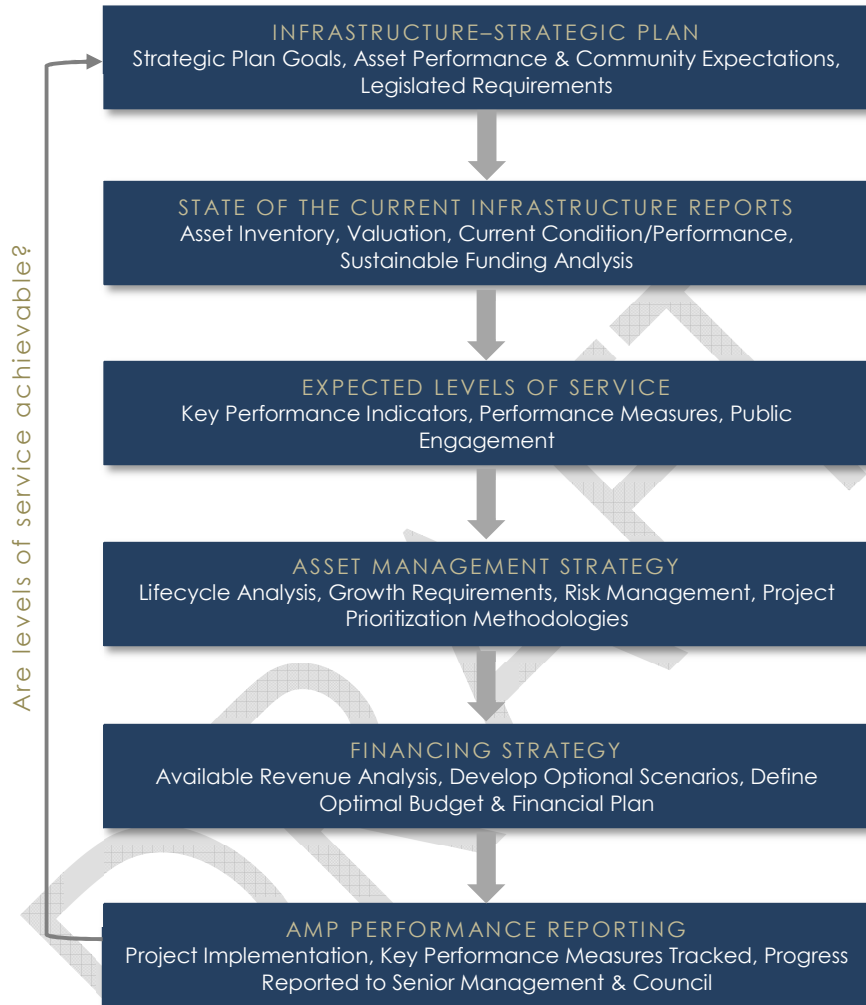 INFRASTRUCTURE–STRATEGIC PLAN
Strategic Plan Goals, Asset Performance & Community Expectations,
Legislated Requirements
STATE OF THE CURRENT INFRASTRUCTURE REPORTS
Asset Inventory, Valuation, Current Condition/Performance,
Sustainable Funding Analysis
EXPECTED LEVELS OF SERVICE
Key Performance Indicators, Performance Measures, Public
Engagement
ASSET MANAGEMENT STRATEGY
Lifecycle Analysis, Growth Requirements, Risk Management, Project
Prioritization Methodologies
FINANCING STRATEGY
Available Revenue Analysis, Develop Optional Scenarios, Define
Optimal Budget & Financial Plan
AMP PERFORMANCE REPORTING
Project Implementation, Key Performance Measures Tracked, Progress
Reported to Senior Management & Council
Are levels of service achievable?
DRAFT